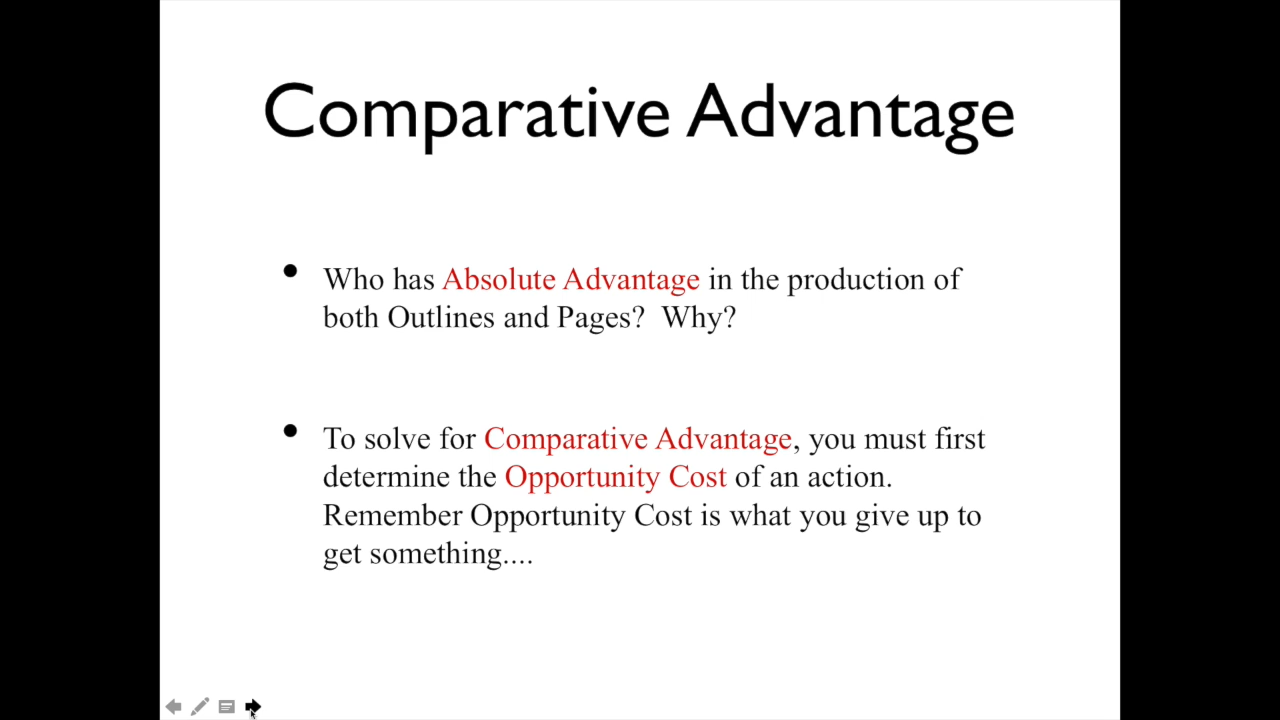 Comparative Advantage
• Who has Absolute Advantage in the production of
both Outlines and Pages?  Why?
• To solve for Comparative Advantage, you must first
determine the Opportunity Cost of an action.
Remember Opportunity Cost is what you give up to
get something....